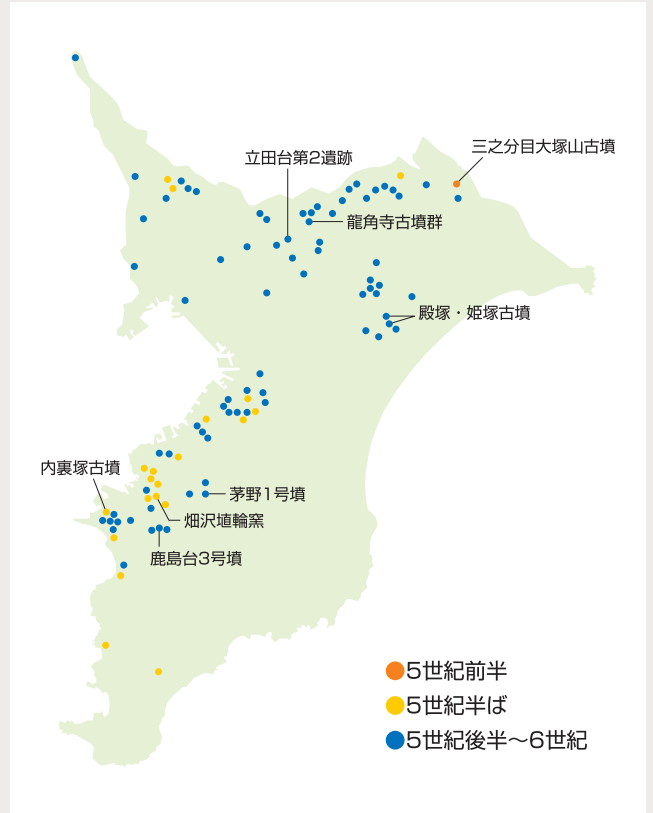 三之分目大塚山古墳
立田台第2遺跡
龍角寺古墳群
殿塚・姫塚古墳
内裏塚古墳
茅野1号墳
畑沢埴輪窯
鹿島台3号墳
5世紀前半
5世紀半ば
5世紀後半〜6世紀